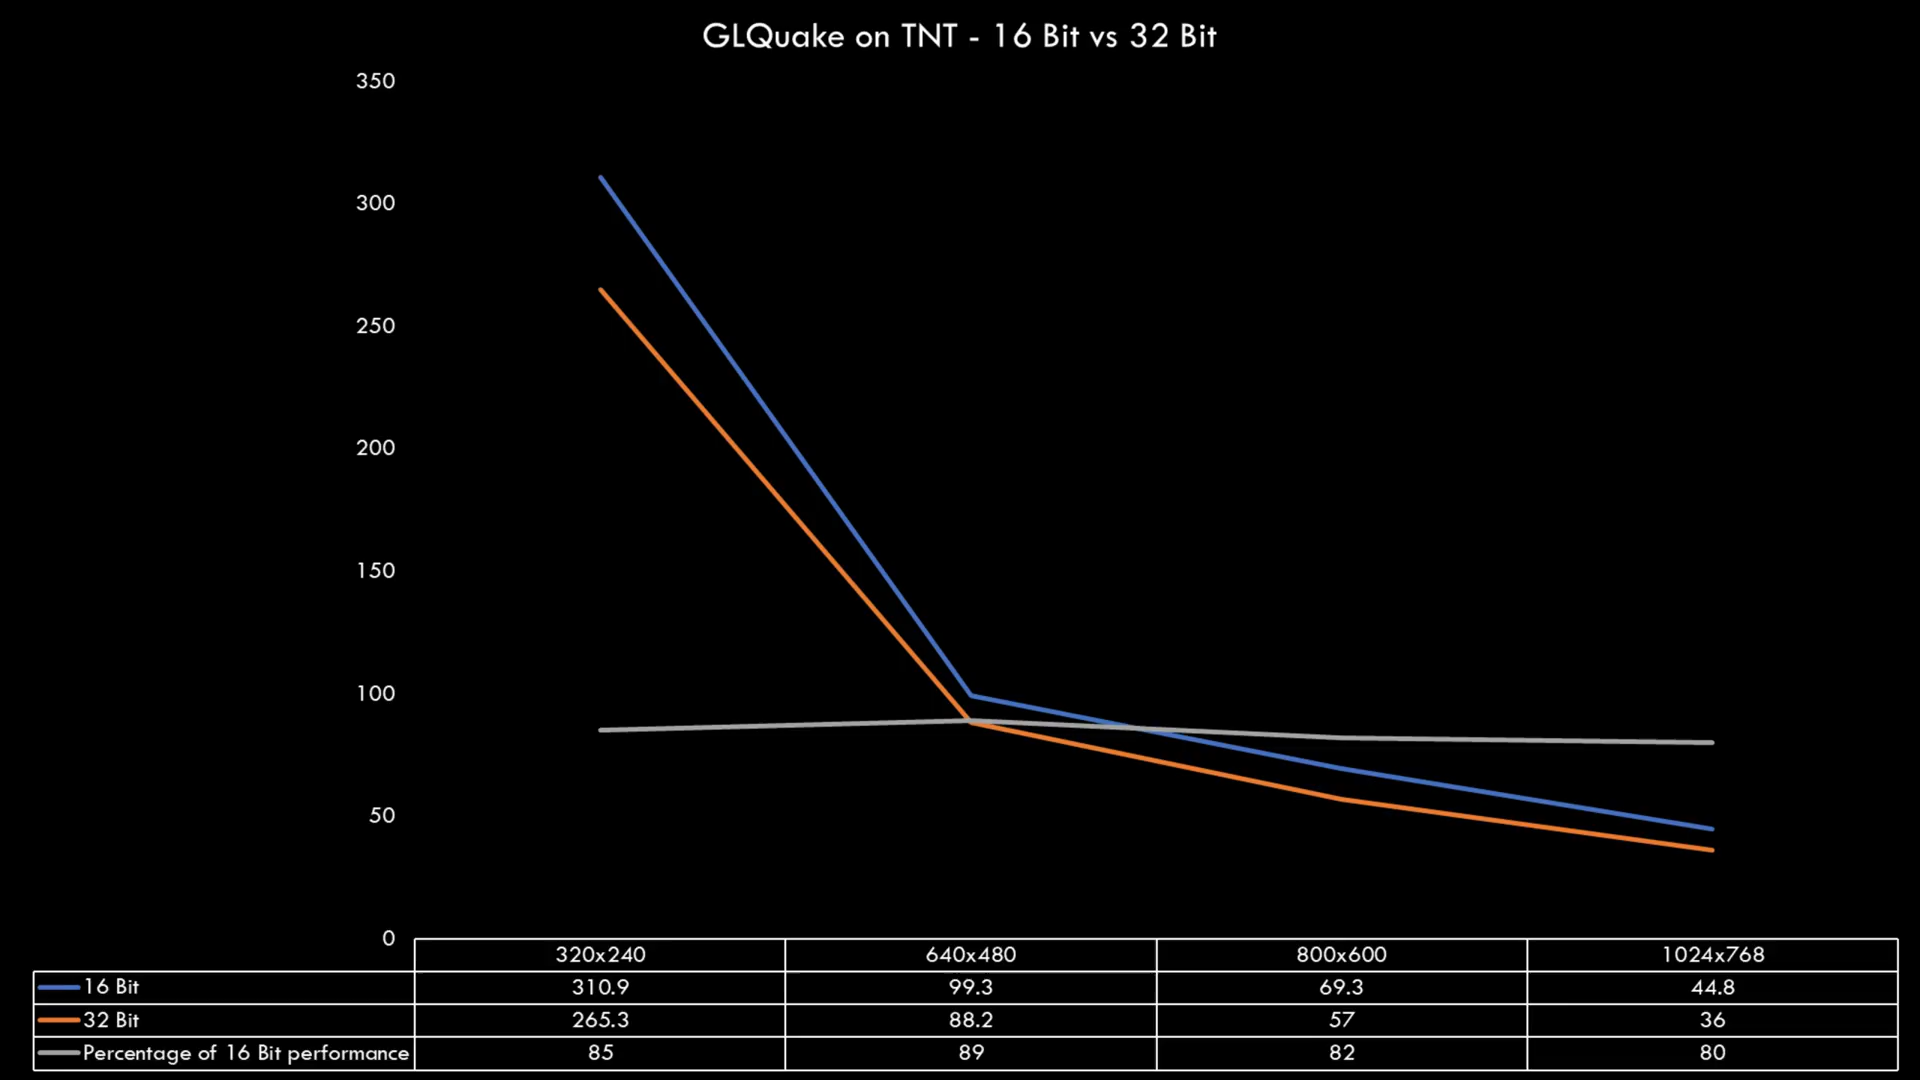 GLQuake on TNT - 16 Bit vs 32 Bit
350
300
250
200
150
100
50
0
320x240 640x480 800x600 1024x768
16 Bit 310.9 99.3 69.3 44.8
32 Bit 265.3 88.2 57 36
Percentage of 16 Bit performance 85 89 82 80